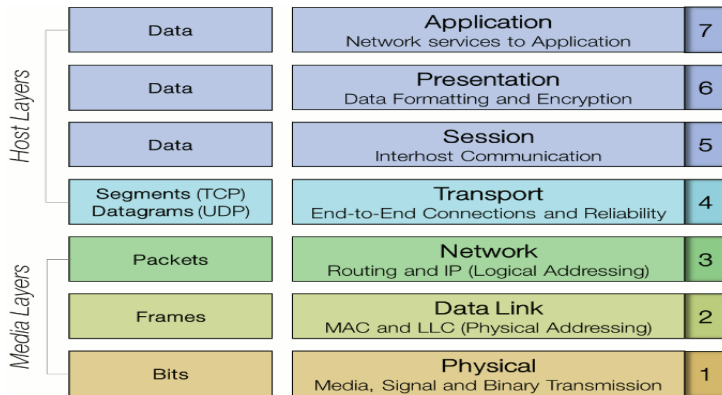 Host Layers
Data
Application
Network services to Application
7
Data
Presentation
Data Formatting and Encryption
6
Data
Session
Interhost Communication
5
Segments (TCP)
Datagrams (UDP)
Transport
End-to-End Connections and Reliability
4
Media Layers
Packets
Network
Routing and IP (Logical Addressing)
3
Frames
Data Link
MAC and LLC (Physical Addressing)
2
Bits
Physical
Media, Signal and Binary Transmission
1